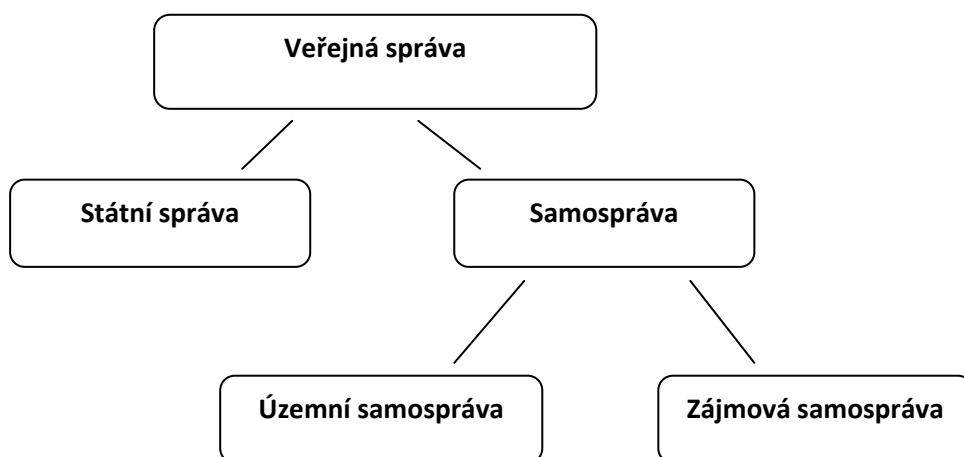 Veřejná správa
Státní správa
Samospráva
Územní samospráva
Zájmová samospráva